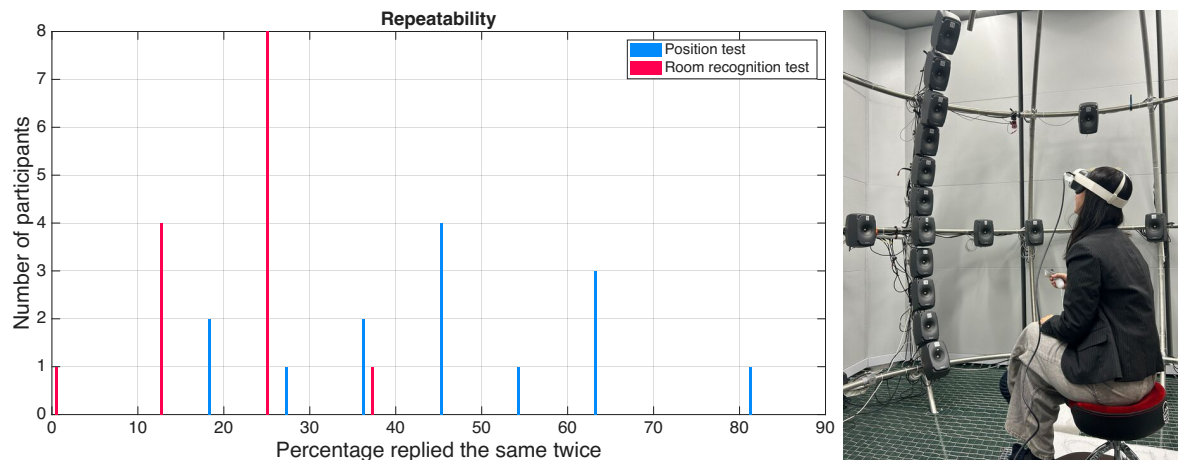 Repeatability
8
7
6
5
4
3
2
1
0
Number of participants
Position test
Room recognition test
0 10 20 30 40 50 60 70 80 90
Percentage replied the same twice